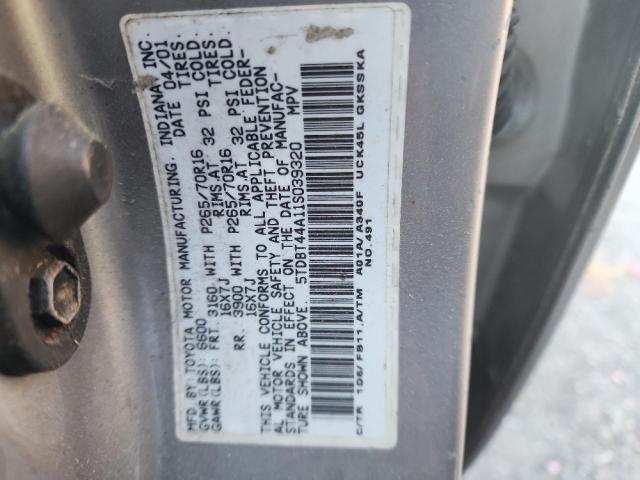 MFD. BY: TOYOTA MOTOR MANUFACTURING, INDIANA, INC.
GVWR(LBS): 6600 DATE 04/01
GAWR(LBS): FRT. 3160 WITH P265/70R16 TIRES,
16X7J RIMS,AT 32 PSI COLD.
RR. 3900 WITH P265/70R16 TIRES,
16X7J RIMS,AT 32 PSI COLD.
THIS VEHICLE CONFORMS TO ALL APPLICABLE FEDER-
AL MOTOR VEHICLE SAFETY AND THEFT PREVENTION
STANDARDS IN EFFECT ON THE DATE OF MANUFAC-
TURE SHOWN ABOVE. 5TDBT44A11S039320 MPV
C/TR 1D6/ FB11,A/TM A01A/ A340F UCK45L GKSSKA
NO.491